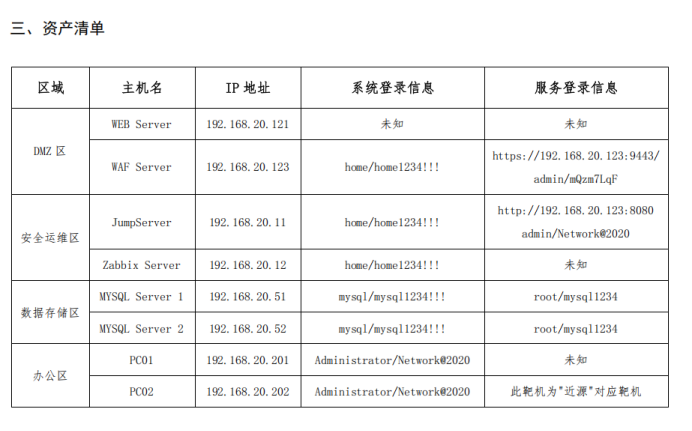 三、资产清单
区域 主机名 IP 地址 系统登录信息 服务登录信息
DMZ 区
WEB Server 192.168.20.121 未知 未知
WAF Server 192.168.20.123 home/home1234!!! https://192.168.20.123:9443/
admin/mQzm7LqF
安全运维区
JumpServer 192.168.20.11 home/home1234!!! http://192.168.20.123:8080
admin/Network@2020
Zabbix Server 192.168.20.12 home/home1234!!! 未知
数据存储区
MYSQL Server 1 192.168.20.51 mysql/mysql1234!!! root/mysql1234
MYSQL Server 2 192.168.20.52 mysql/mysql1234!!! root/mysql1234
办公区
PC01 192.168.20.201 Administrator/Network@2020 未知
PC02 192.168.20.202 Administrator/Network@2020 此靶机为"近源"对应靶机